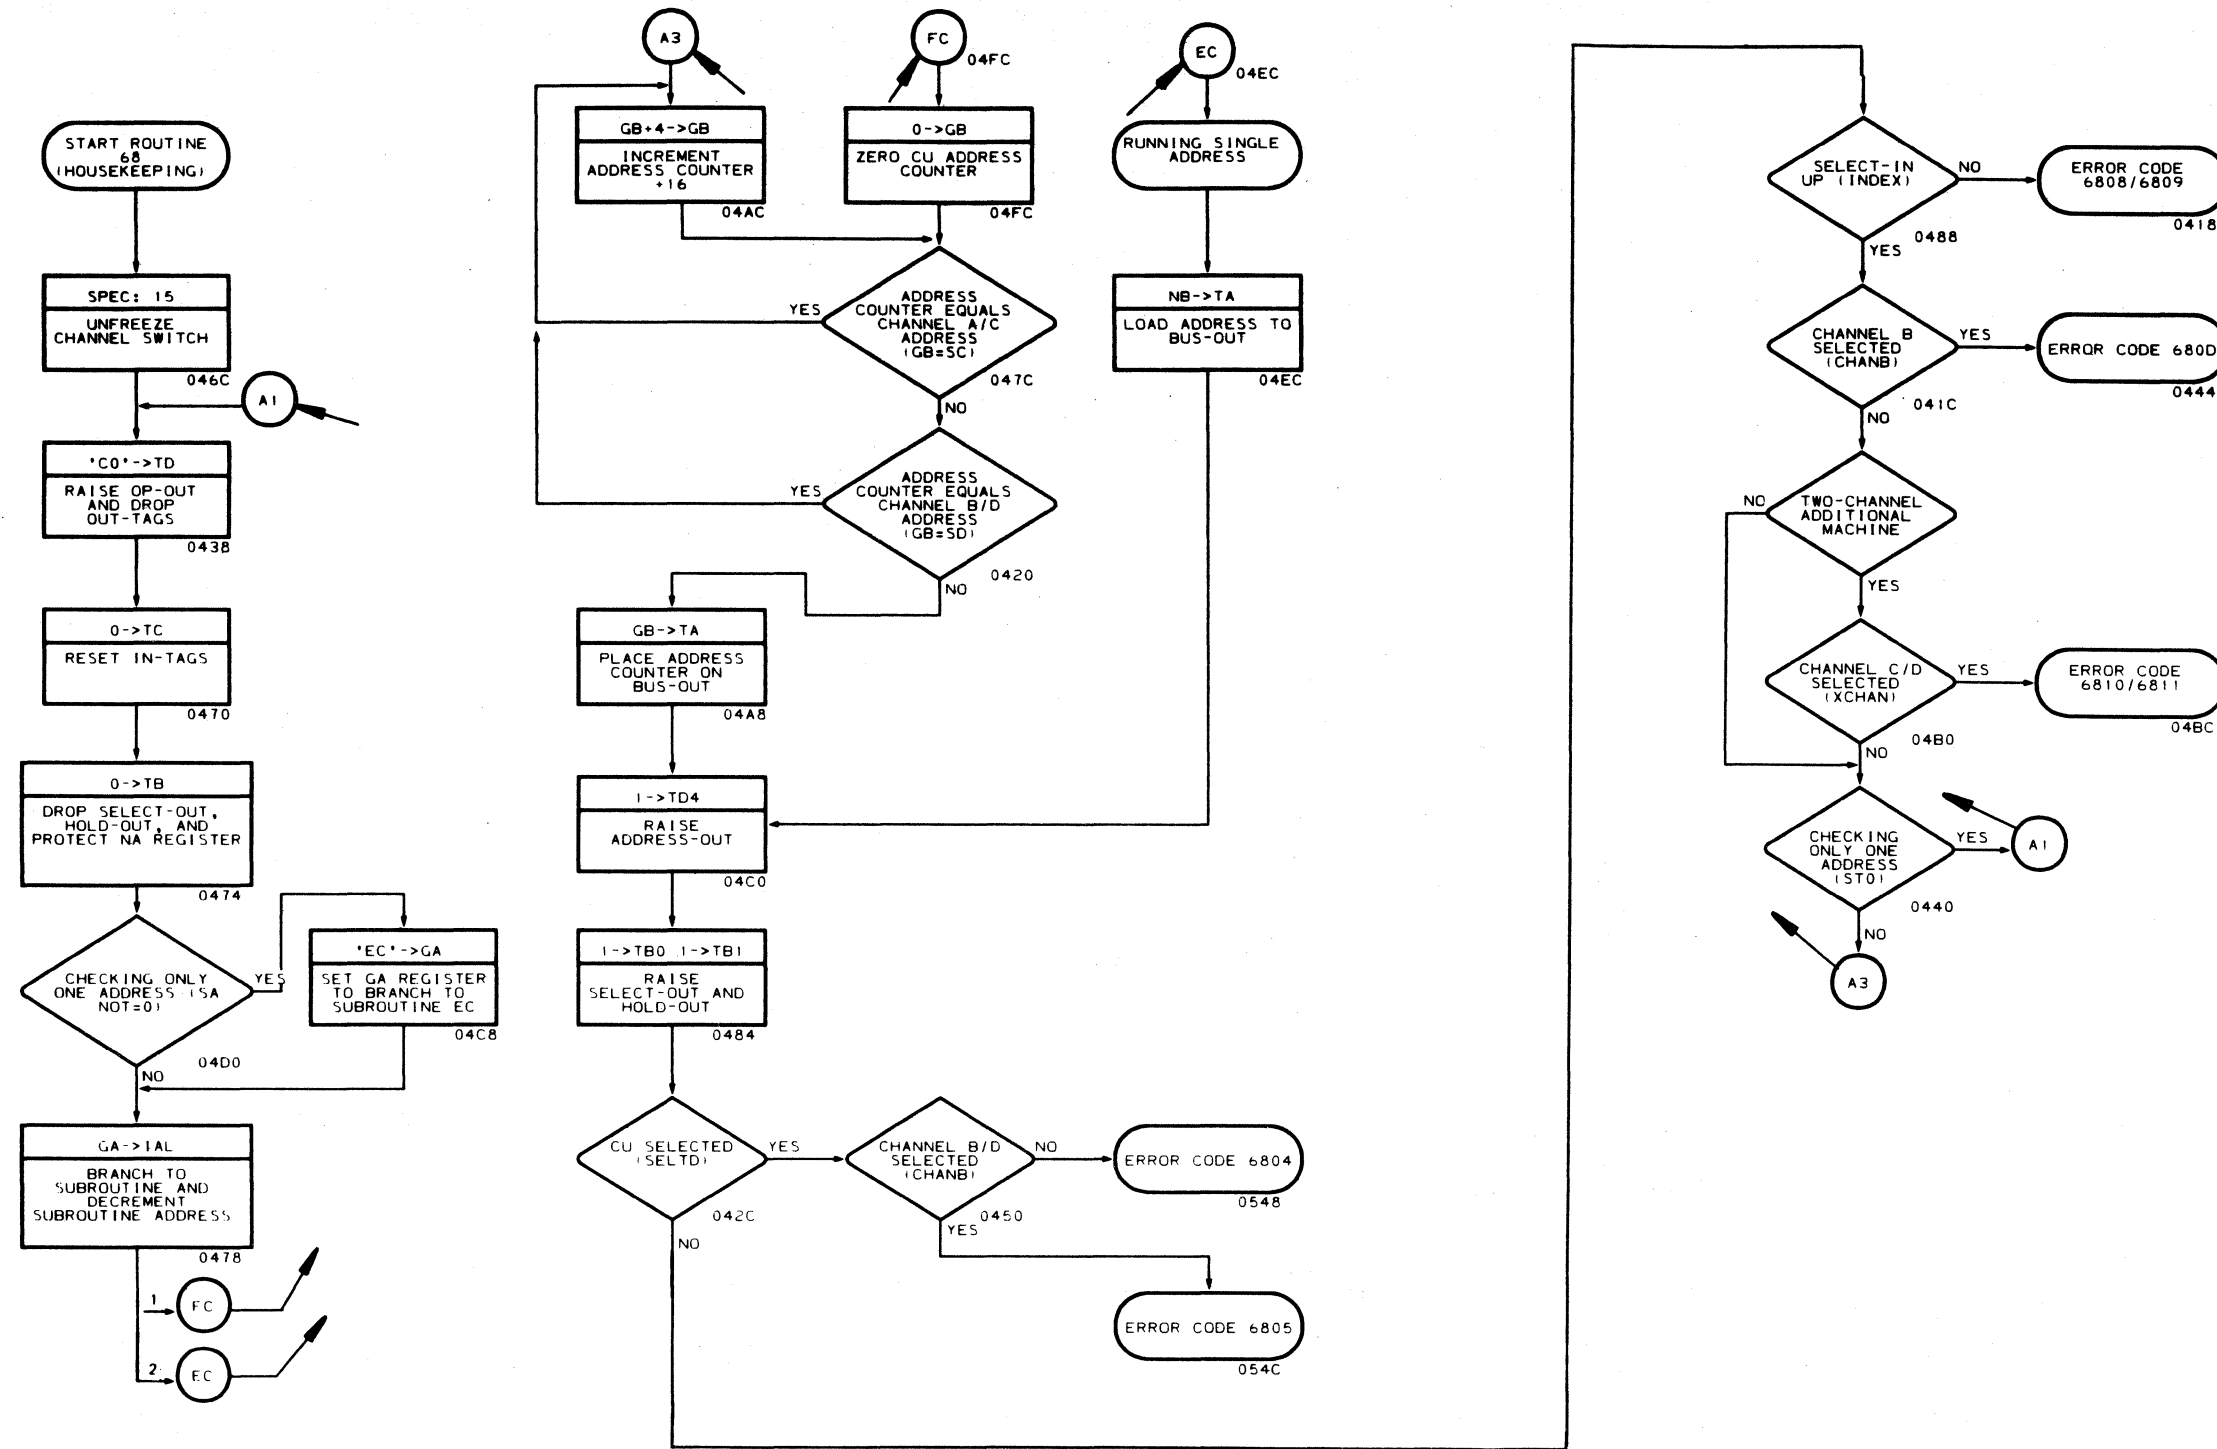 START ROUTINE
68
(HOUSEKEEPING)
SPEC: 15
UNFREEZE
CHANNEL SWITCH
046C
A1
'C0'->TD
RAISE OP-OUT
AND DROP
OUT-TAGS
0438
0->TC
RESET IN-TAGS
0470
0->TB
DROP SELECT-OUT,
HOLD-OUT, AND
PROTECT NA REGISTER
0474
CHECKING ONLY
ONE ADDRESS (SA
NOT=0)
YES
04D0
NO
'EC'->GA
SET GA REGISTER
TO BRANCH TO
SUBROUTINE EC
04C8
GA->IAL
BRANCH TO
SUBROUTINE AND
DECREMENT
SUBROUTINE ADDRESS
0478
1
FC
2
EC
A3
GB+4->GB
INCREMENT
ADDRESS COUNTER
+16
04AC
FC
04FC
0->GB
ZERO CU ADDRESS
COUNTER
04FC
YES
ADDRESS
COUNTER EQUALS
CHANNEL A/C
ADDRESS
(GB=SC)
047C
NO
YES
ADDRESS
COUNTER EQUALS
CHANNEL B/D
ADDRESS
(GB=SD)
0420
NO
GB->TA
PLACE ADDRESS
COUNTER ON
BUS-OUT
04A8
1->TD4
RAISE
ADDRESS-OUT
04C0
1->TB0 1->TB1
RAISE
SELECT-OUT AND
HOLD-OUT
0484
CU SELECTED
(SELTD)
YES
042C
NO
CHANNEL B/D
SELECTED
(CHANB)
NO
0450
YES
ERROR CODE 6804
0548
ERROR CODE 6805
054C
EC
04EC
RUNNING SINGLE
ADDRESS
NB->TA
LOAD ADDRESS TO
BUS-OUT
04EC
SELECT-IN
UP (INDEX)
NO
0488
YES
ERROR CODE
6808/6809
0418
CHANNEL B
SELECTED
(CHANB)
YES
041C
NO
ERROR CODE 680D
0444
NO
TWO-CHANNEL
ADDITIONAL
MACHINE
YES
CHANNEL C/D
SELECTED
(XCHAN)
YES
04B0
NO
ERROR CODE
6810/6811
04BC
CHECKING
ONLY ONE
ADDRESS
(ST0)
YES
A1
0440
NO
A3